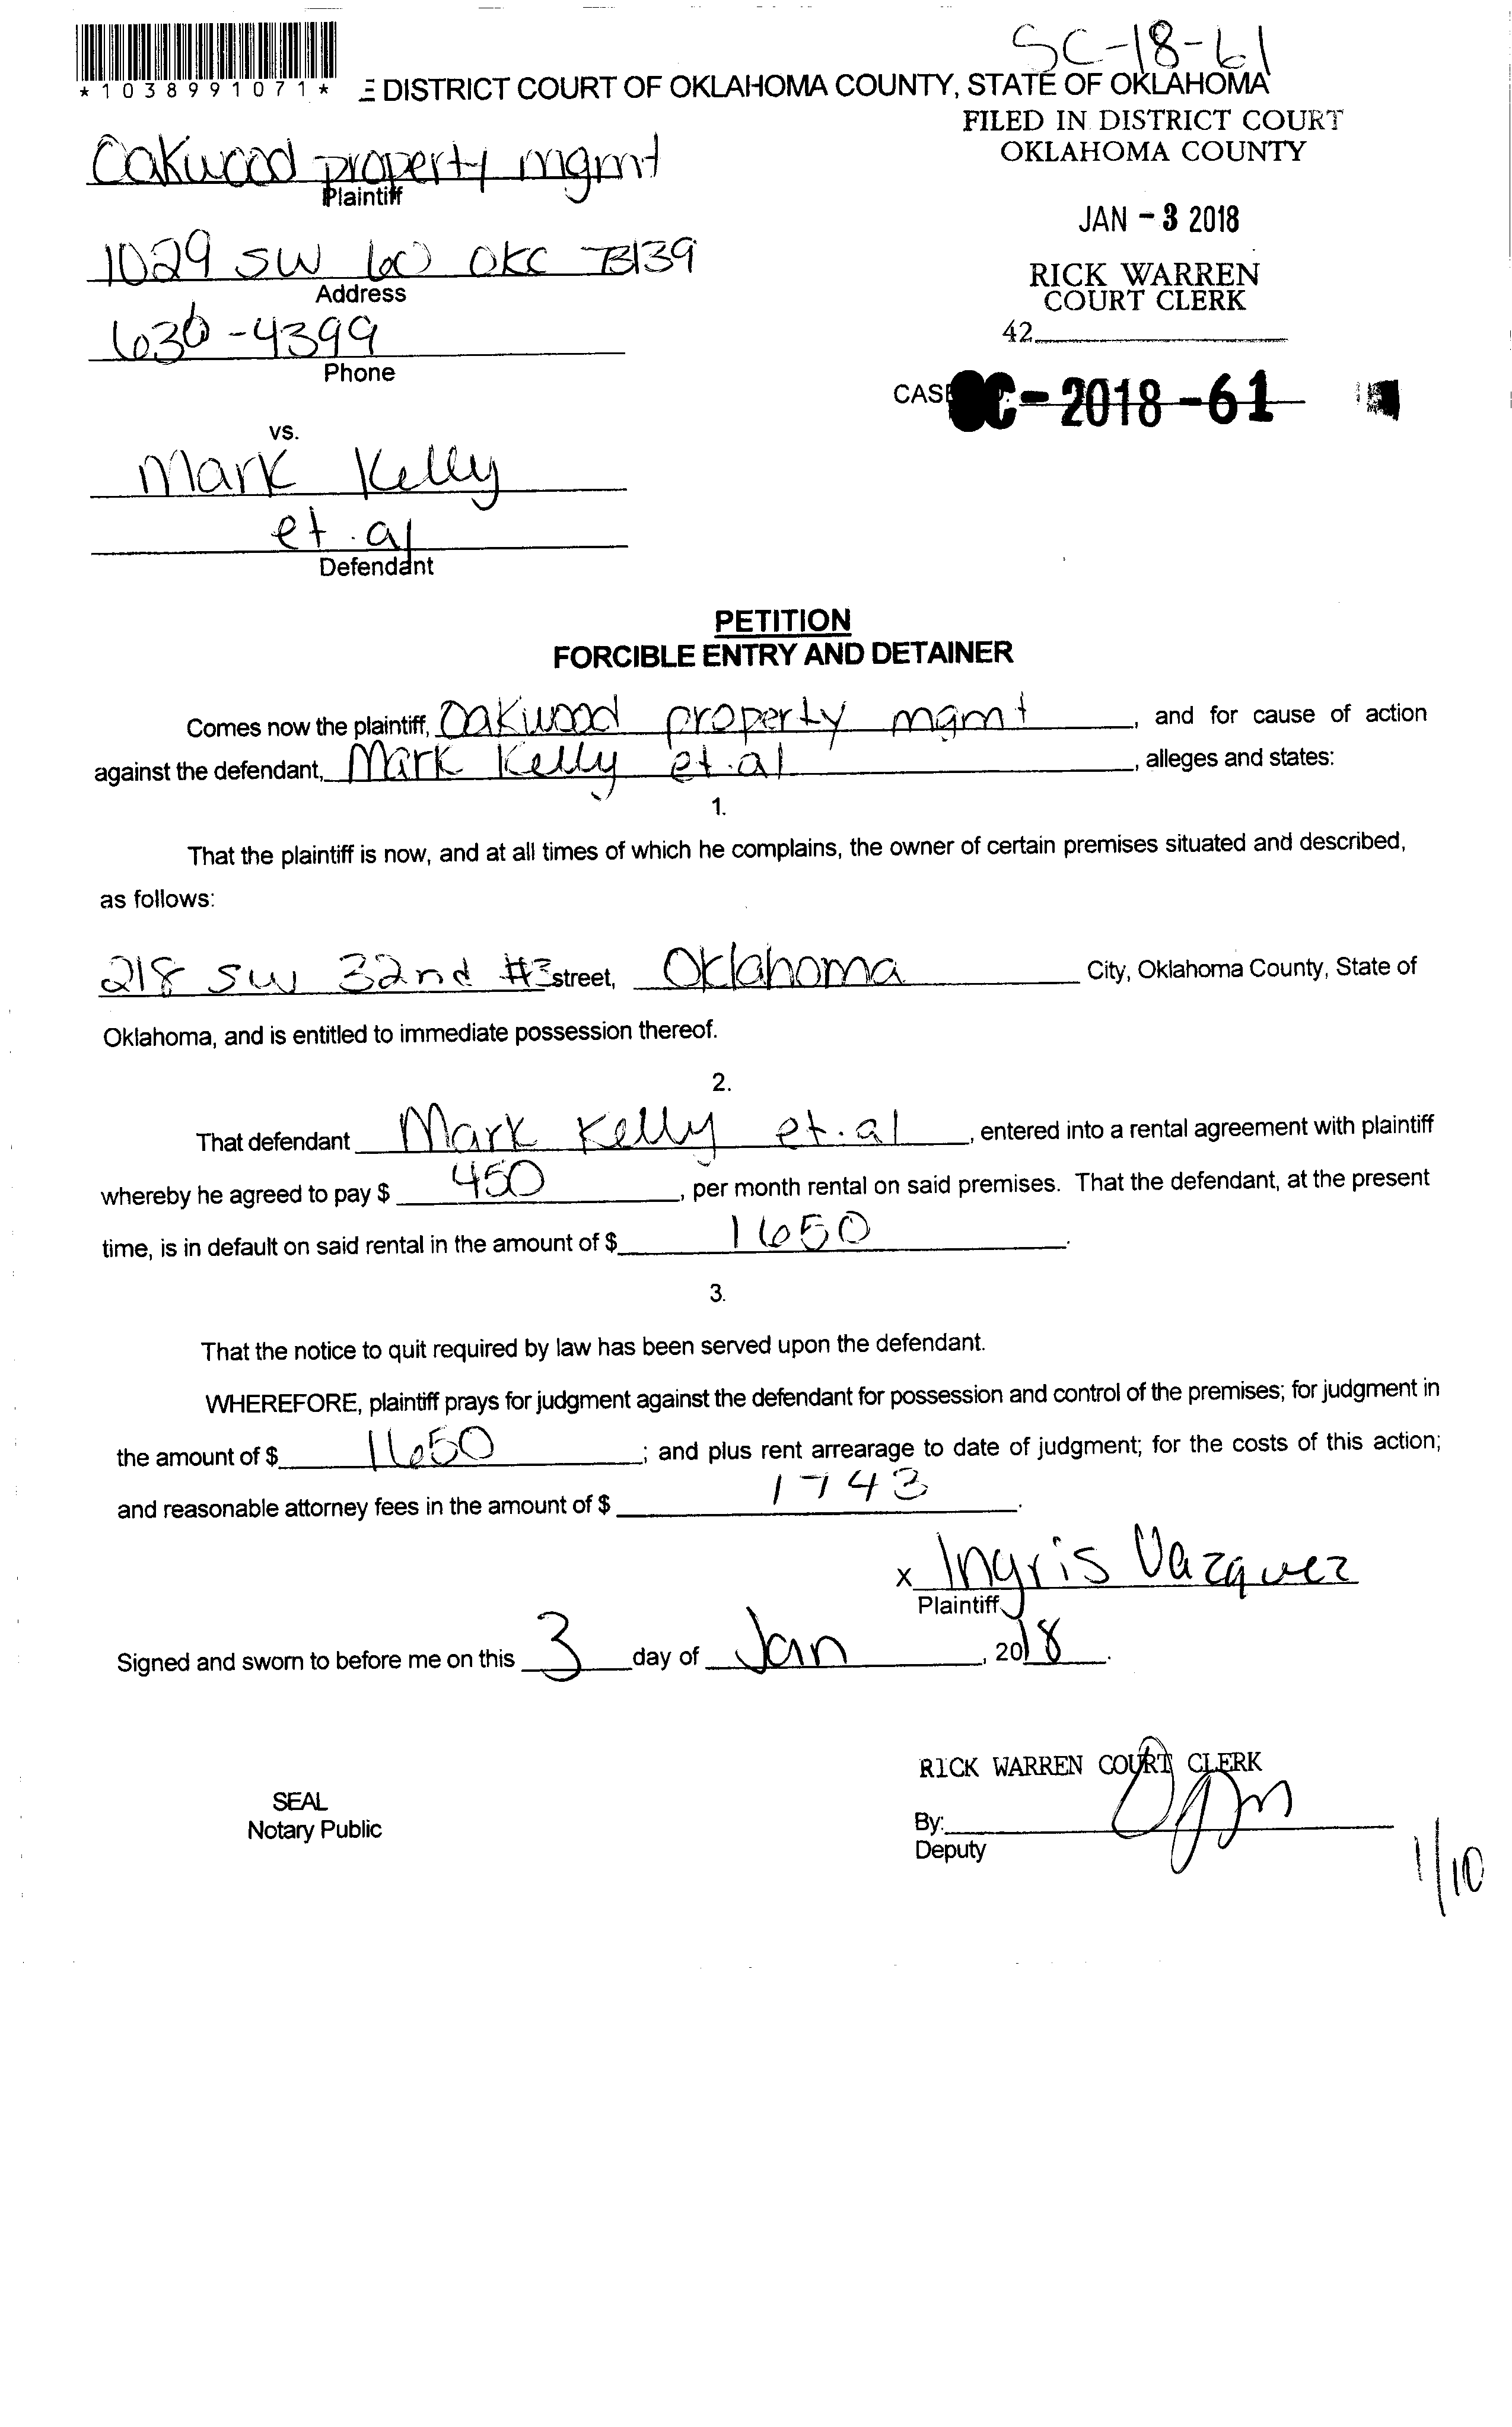 SC-18-61
*1038991071* E DISTRICT COURT OF OKLAHOMA COUNTY, STATE OF OKLAHOMA
FILED IN DISTRICT COURT
OKLAHOMA COUNTY
Oakwood property mgmt
Plaintiff
JAN - 3 2018
1029 SW 60 OKC 73139
Address
RICK WARREN
COURT CLERK
636-4399
42
Phone
CASE C-2018-61
vs.
Mark Kelly
et.al
Defendant
PETITION
FORCIBLE ENTRY AND DETAINER
Comes now the plaintiff, Oakwood property mgmt, and for cause of action
against the defendant, Mark Kelly et.al, alleges and states:
1.
That the plaintiff is now, and at all times of which he complains, the owner of certain premises situated and described,
as follows:
218 SW 32nd #3 street, Oklahoma City, Oklahoma County, State of
Oklahoma, and is entitled to immediate possession thereof.
2.
That defendant Mark Kelly et.al, entered into a rental agreement with plaintiff
whereby he agreed to pay $ 450, per month rental on said premises. That the defendant, at the present
time, is in default on said rental in the amount of $ 1650.
3.
That the notice to quit required by law has been served upon the defendant.
WHEREFORE, plaintiff prays for judgment against the defendant for possession and control of the premises; for judgment in
the amount of $ 1650; and plus rent arrearage to date of judgment; for the costs of this action;
and reasonable attorney fees in the amount of $ 1743.
x Ingris Vazquez
Plaintiff
Signed and sworn to before me on this 3 day of Jan, 2018.
RICK WARREN COURT CLERK
SEAL
Notary Public
By:
Deputy
1/10